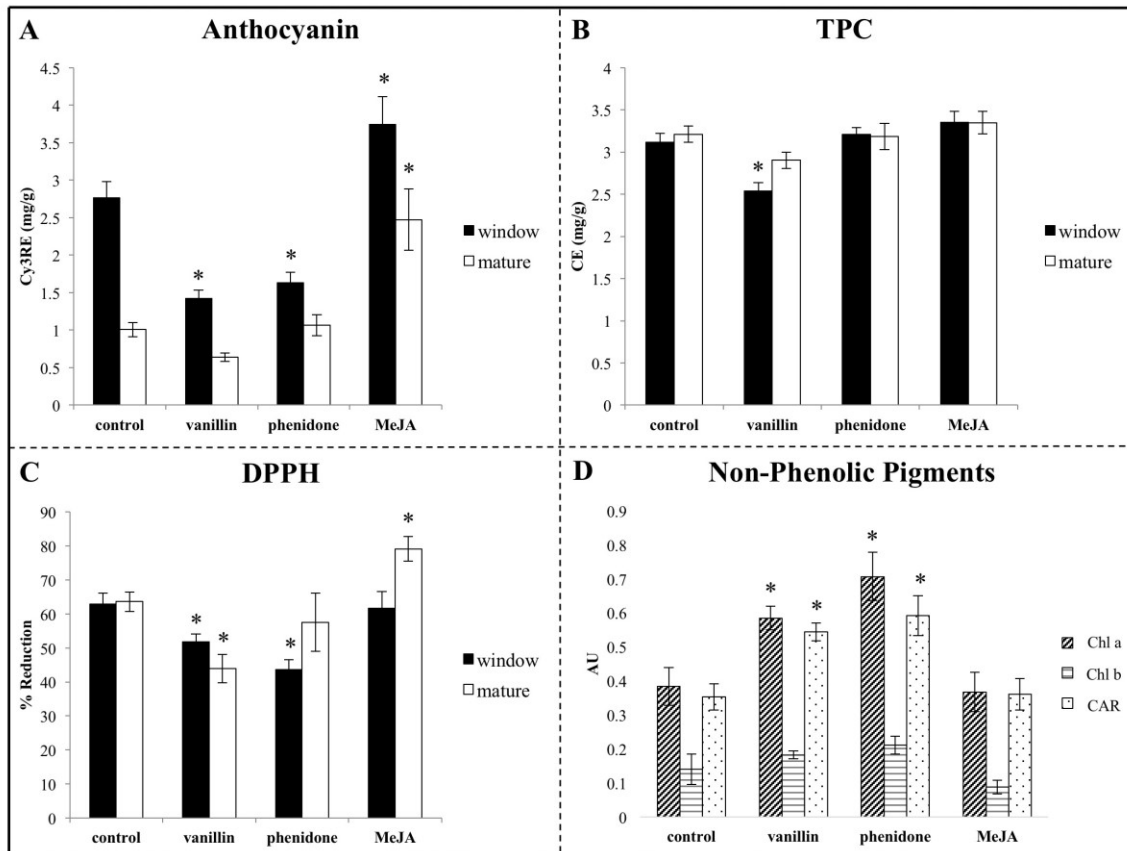 A
Anthocyanin
4.5
4
3.5
3
2.5
2
1.5
1
0.5
0
Cy3RE (mg/g)
*
*
*
*
window
mature
control vanillin phenidone MeJA
B
TPC
4
3.5
3
2.5
2
1.5
1
0.5
0
CE (mg/g)
*
window
mature
control vanillin phenidone MeJA
C
DPPH
90
80
70
60
50
40
30
20
10
0
% Reduction
*
*
*
*
window
mature
control vanillin phenidone MeJA
D
Non-Phenolic Pigments
0.9
0.8
0.7
0.6
0.5
0.4
0.3
0.2
0.1
0
AU
*
*
*
*
Chl a
Chl b
CAR
control vanillin phenidone MeJA